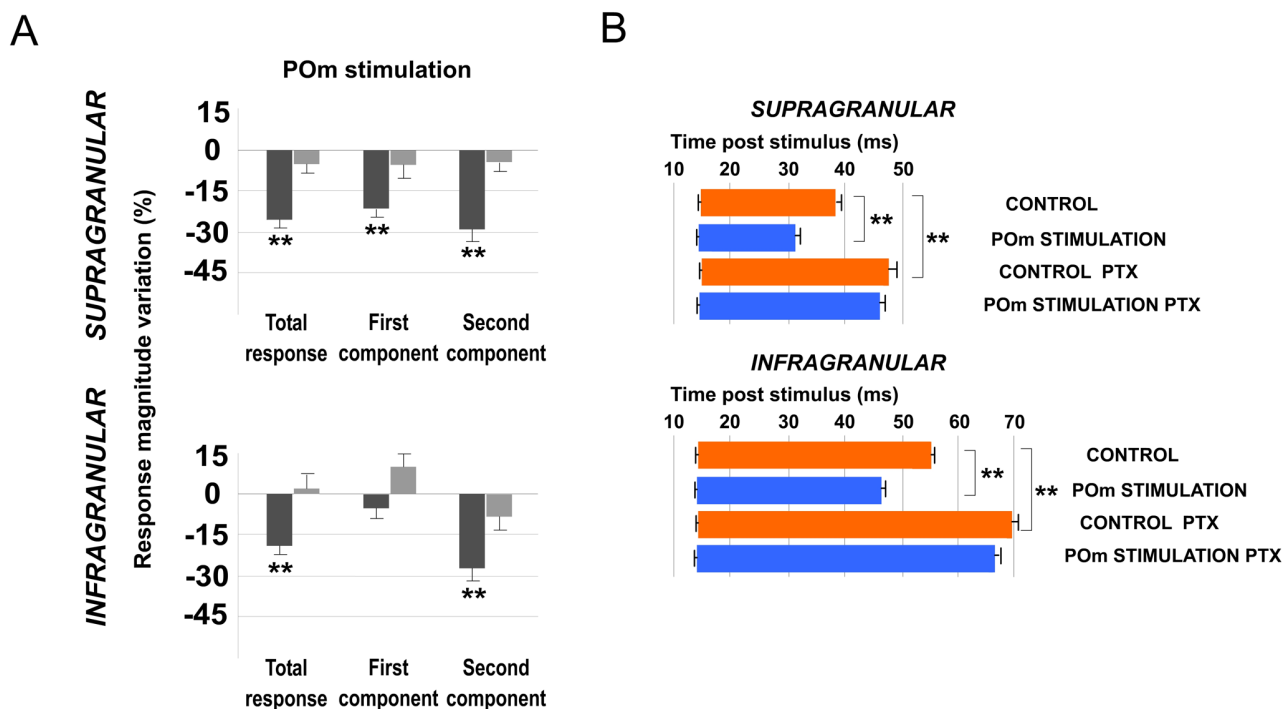 A
POm stimulation
SUPRAGRANULAR
Response magnitude variation (%)
15
0
-15
-30
-45
**
**
**
Total response
First component
Second component
INFRAGRANULAR
15
0
-15
-30
-45
**
**
Total response
First component
Second component
B
SUPRAGRANULAR
Time post stimulus (ms)
10 20 30 40 50
CONTROL
POm STIMULATION
CONTROL PTX
POm STIMULATION PTX
**
**
INFRAGRANULAR
Time post stimulus (ms)
10 20 30 40 50 60 70
CONTROL
POm STIMULATION
CONTROL PTX
POm STIMULATION PTX
**
**